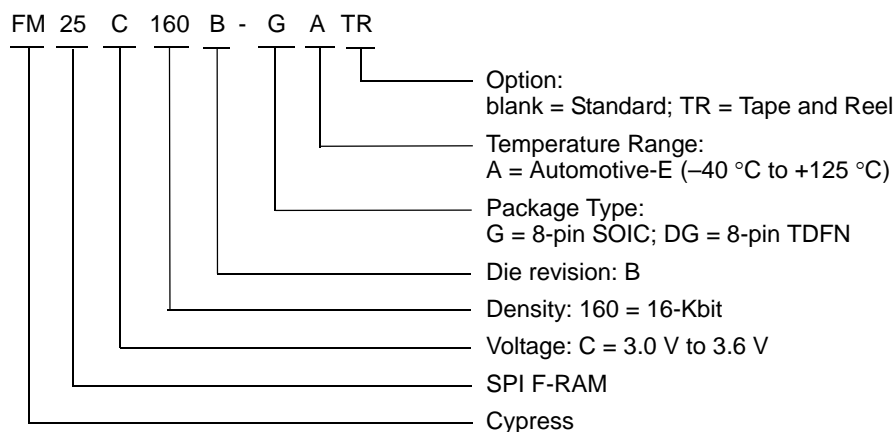 FM 25 C 160 B - G A TR
Option:
blank = Standard; TR = Tape and Reel
Temperature Range:
A = Automotive-E (–40 °C to +125 °C)
Package Type:
G = 8-pin SOIC; DG = 8-pin TDFN
Die revision: B
Density: 160 = 16-Kbit
Voltage: C = 3.0 V to 3.6 V
SPI F-RAM
Cypress